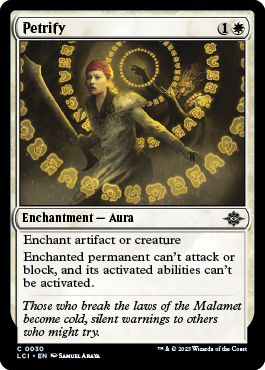 Petrify 1
Enchantment — Aura
Enchant artifact or creature
Enchanted permanent can't attack or
block, and its activated abilities can't
be activated.
Those who break the laws of the Malamet
become cold, silent warnings to others
who might try.
C 0030
LCI • EN Samuel Araya
™ & © 2023 Wizards of the Coast